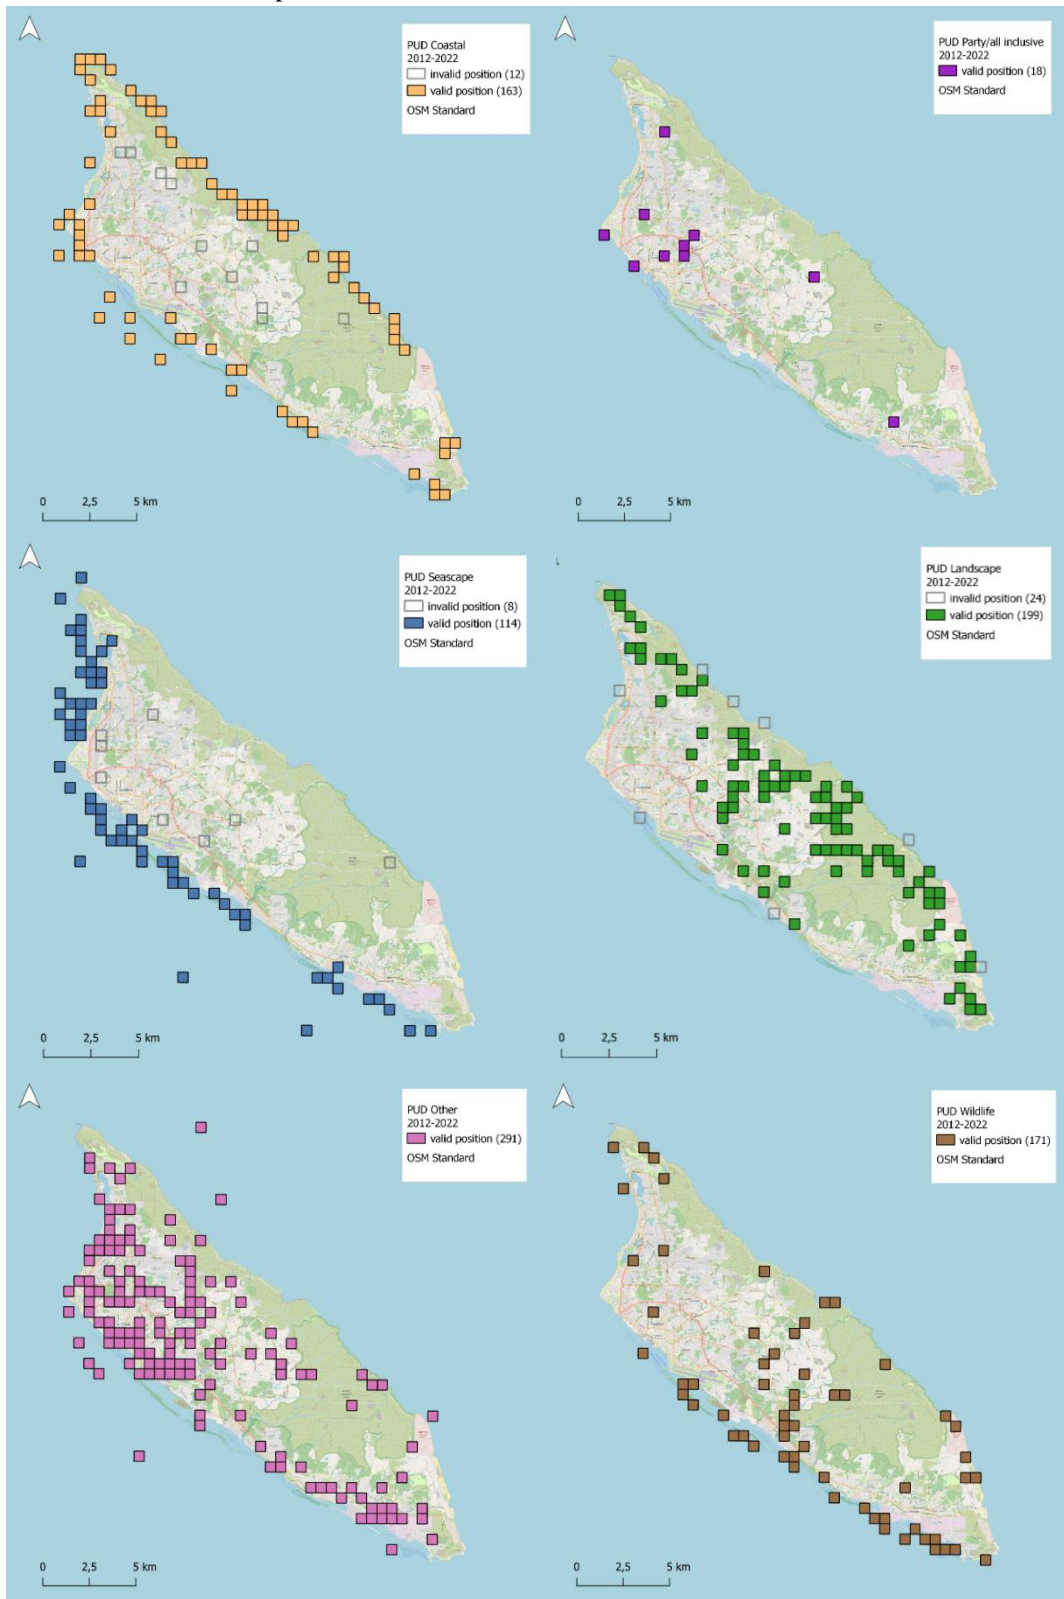 PUD Coastal
2012-2022
invalid position (12)
valid position (163)
OSM Standard
0 2,5 5 km
PUD Party/all inclusive
2012-2022
valid position (18)
OSM Standard
0 2,5 5 km
PUD Seascape
2012-2022
invalid position (8)
valid position (114)
OSM Standard
0 2,5 5 km
PUD Landscape
2012-2022
invalid position (24)
valid position (199)
OSM Standard
0 2,5 5 km
PUD Other
2012-2022
valid position (291)
OSM Standard
0 2,5 5 km
PUD Wildlife
2012-2022
valid position (171)
OSM Standard
0 2,5 5 km